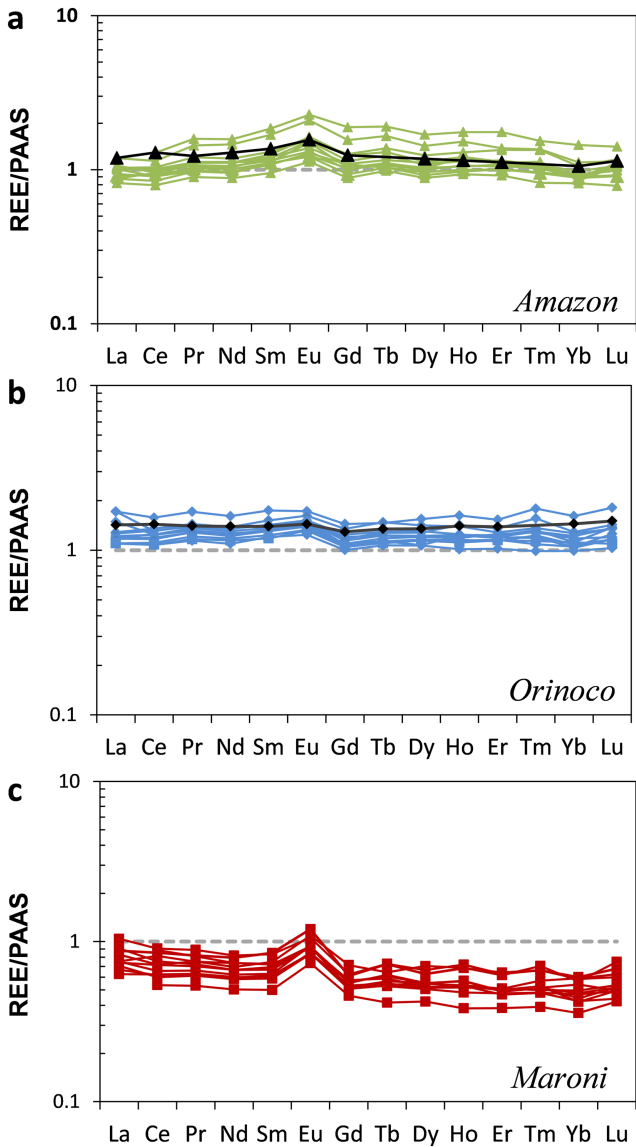 a
10
REE/PAAS
1
0.1
Amazon
La Ce Pr Nd Sm Eu Gd Tb Dy Ho Er Tm Yb Lu
b
10
REE/PAAS
1
0.1
Orinoco
La Ce Pr Nd Sm Eu Gd Tb Dy Ho Er Tm Yb Lu
c
10
REE/PAAS
1
0.1
Maroni
La Ce Pr Nd Sm Eu Gd Tb Dy Ho Er Tm Yb Lu